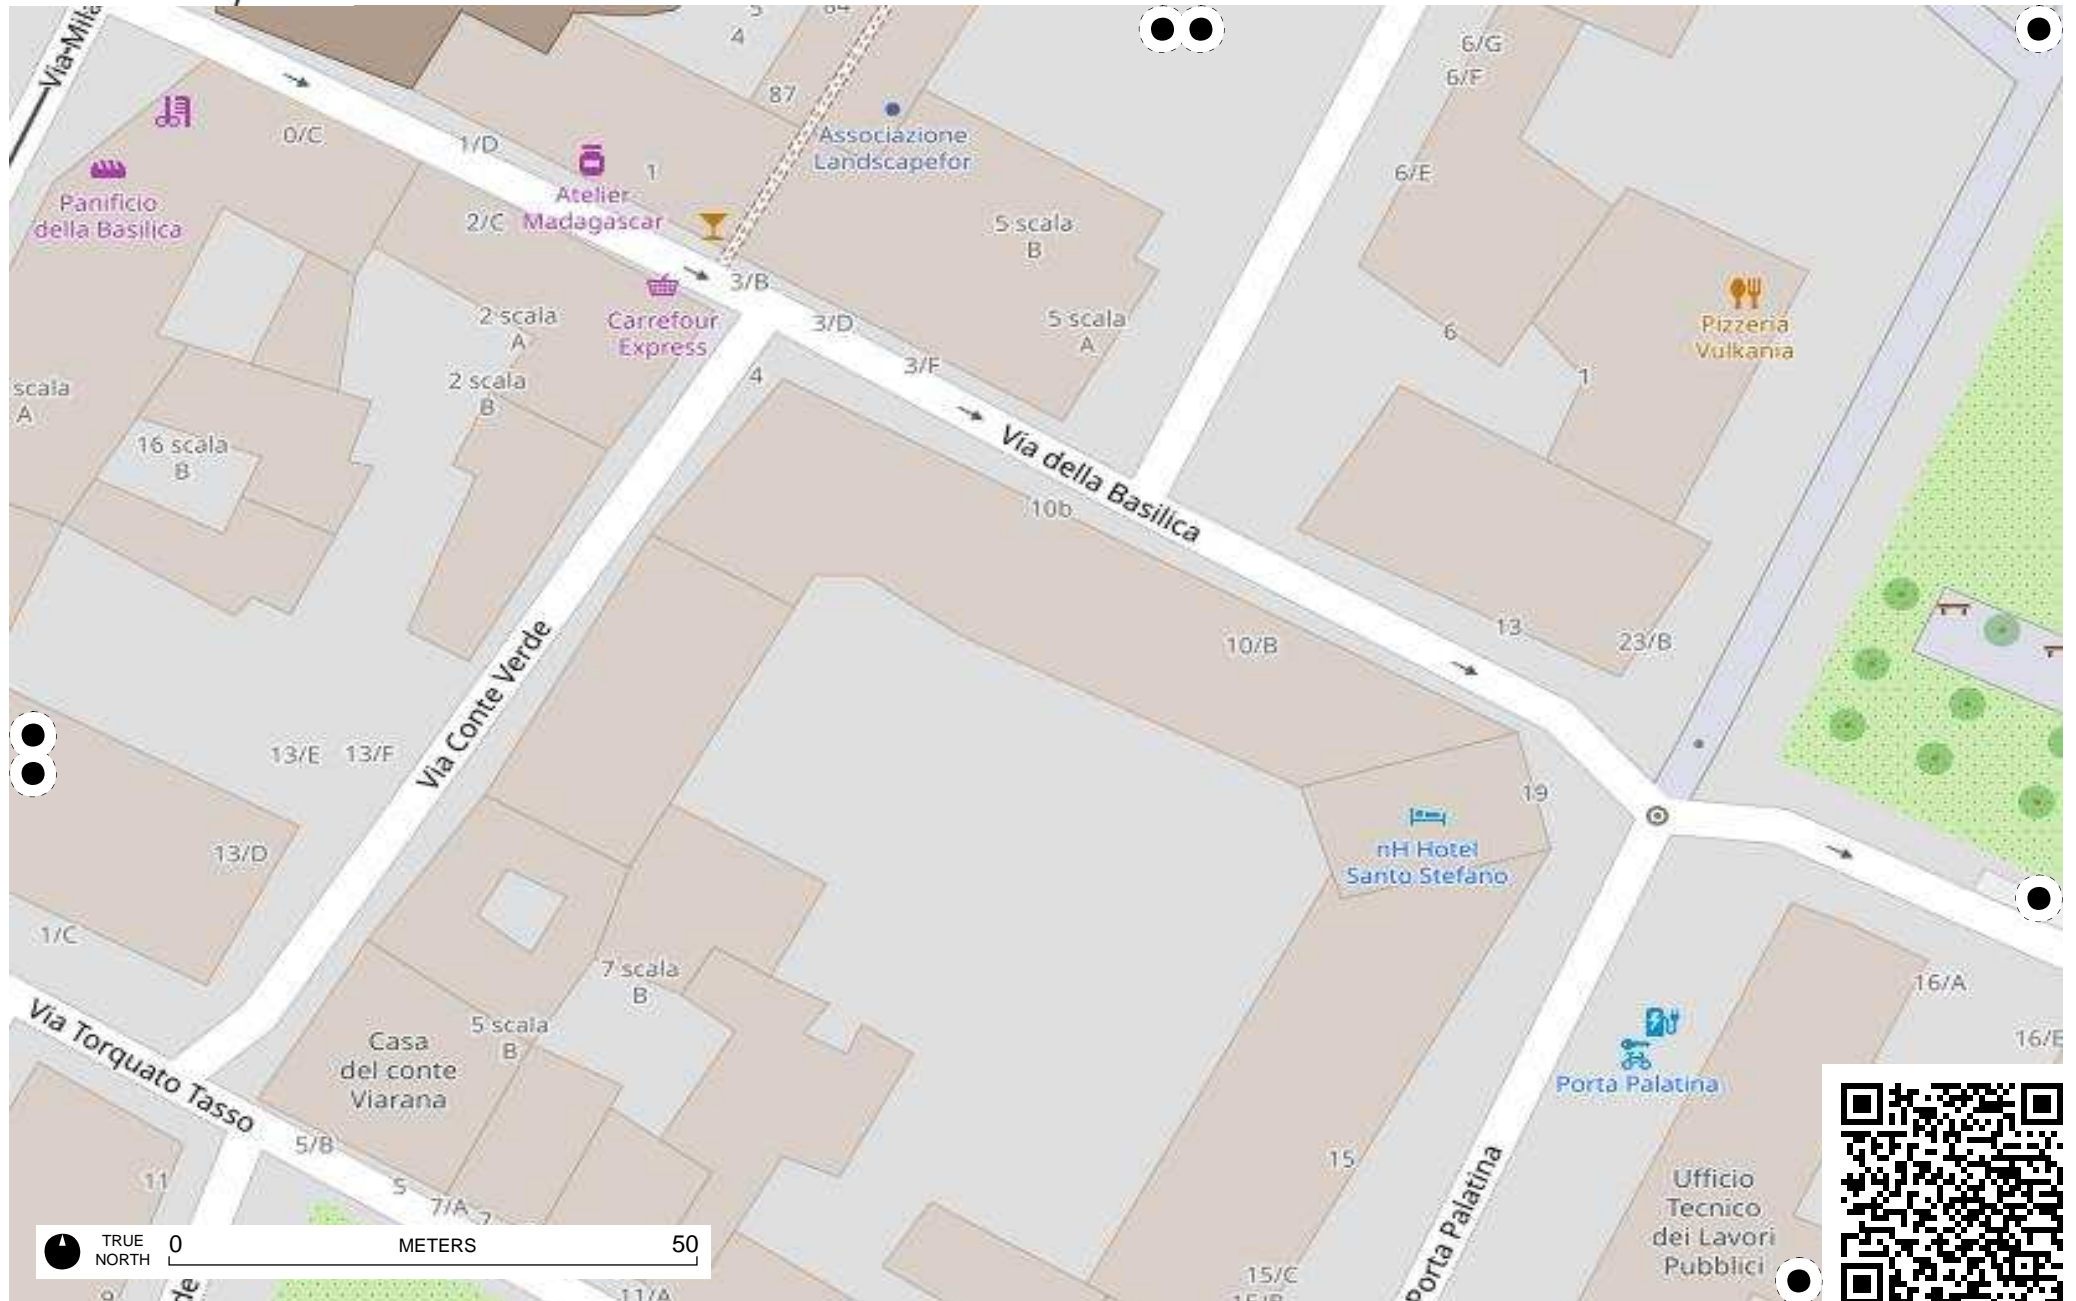 4
6/G
6/F
87
0/C
1/D
Associazione
Landscapefor
1
6/E
Atelier
Madagascar
Panificio
della Basilica
2/C
5 scala
B
3/B
2 scala
A
Carrefour
Express
3/D
5 scala
A
6
Pizzeria
Vulkania
3/F
scala
A
2 scala
B
4
1
16 scala
B
Via della Basilica
10b
13
23/B
10/B
Via Conte Verde
13/E
13/F
19
13/D
nH Hotel
Santo Stefano
1/C
7 scala
B
16/A
Via Torquato Tasso
5 scala
B
Casa
del conte
Viarana
Porta Palatina
5/B
15
11
5
7/A
7
Ufficio
Tecnico
dei Lavori
Pubblici
Porta Palatina
TRUE
NORTH
0 METERS 50
15/C
11/A